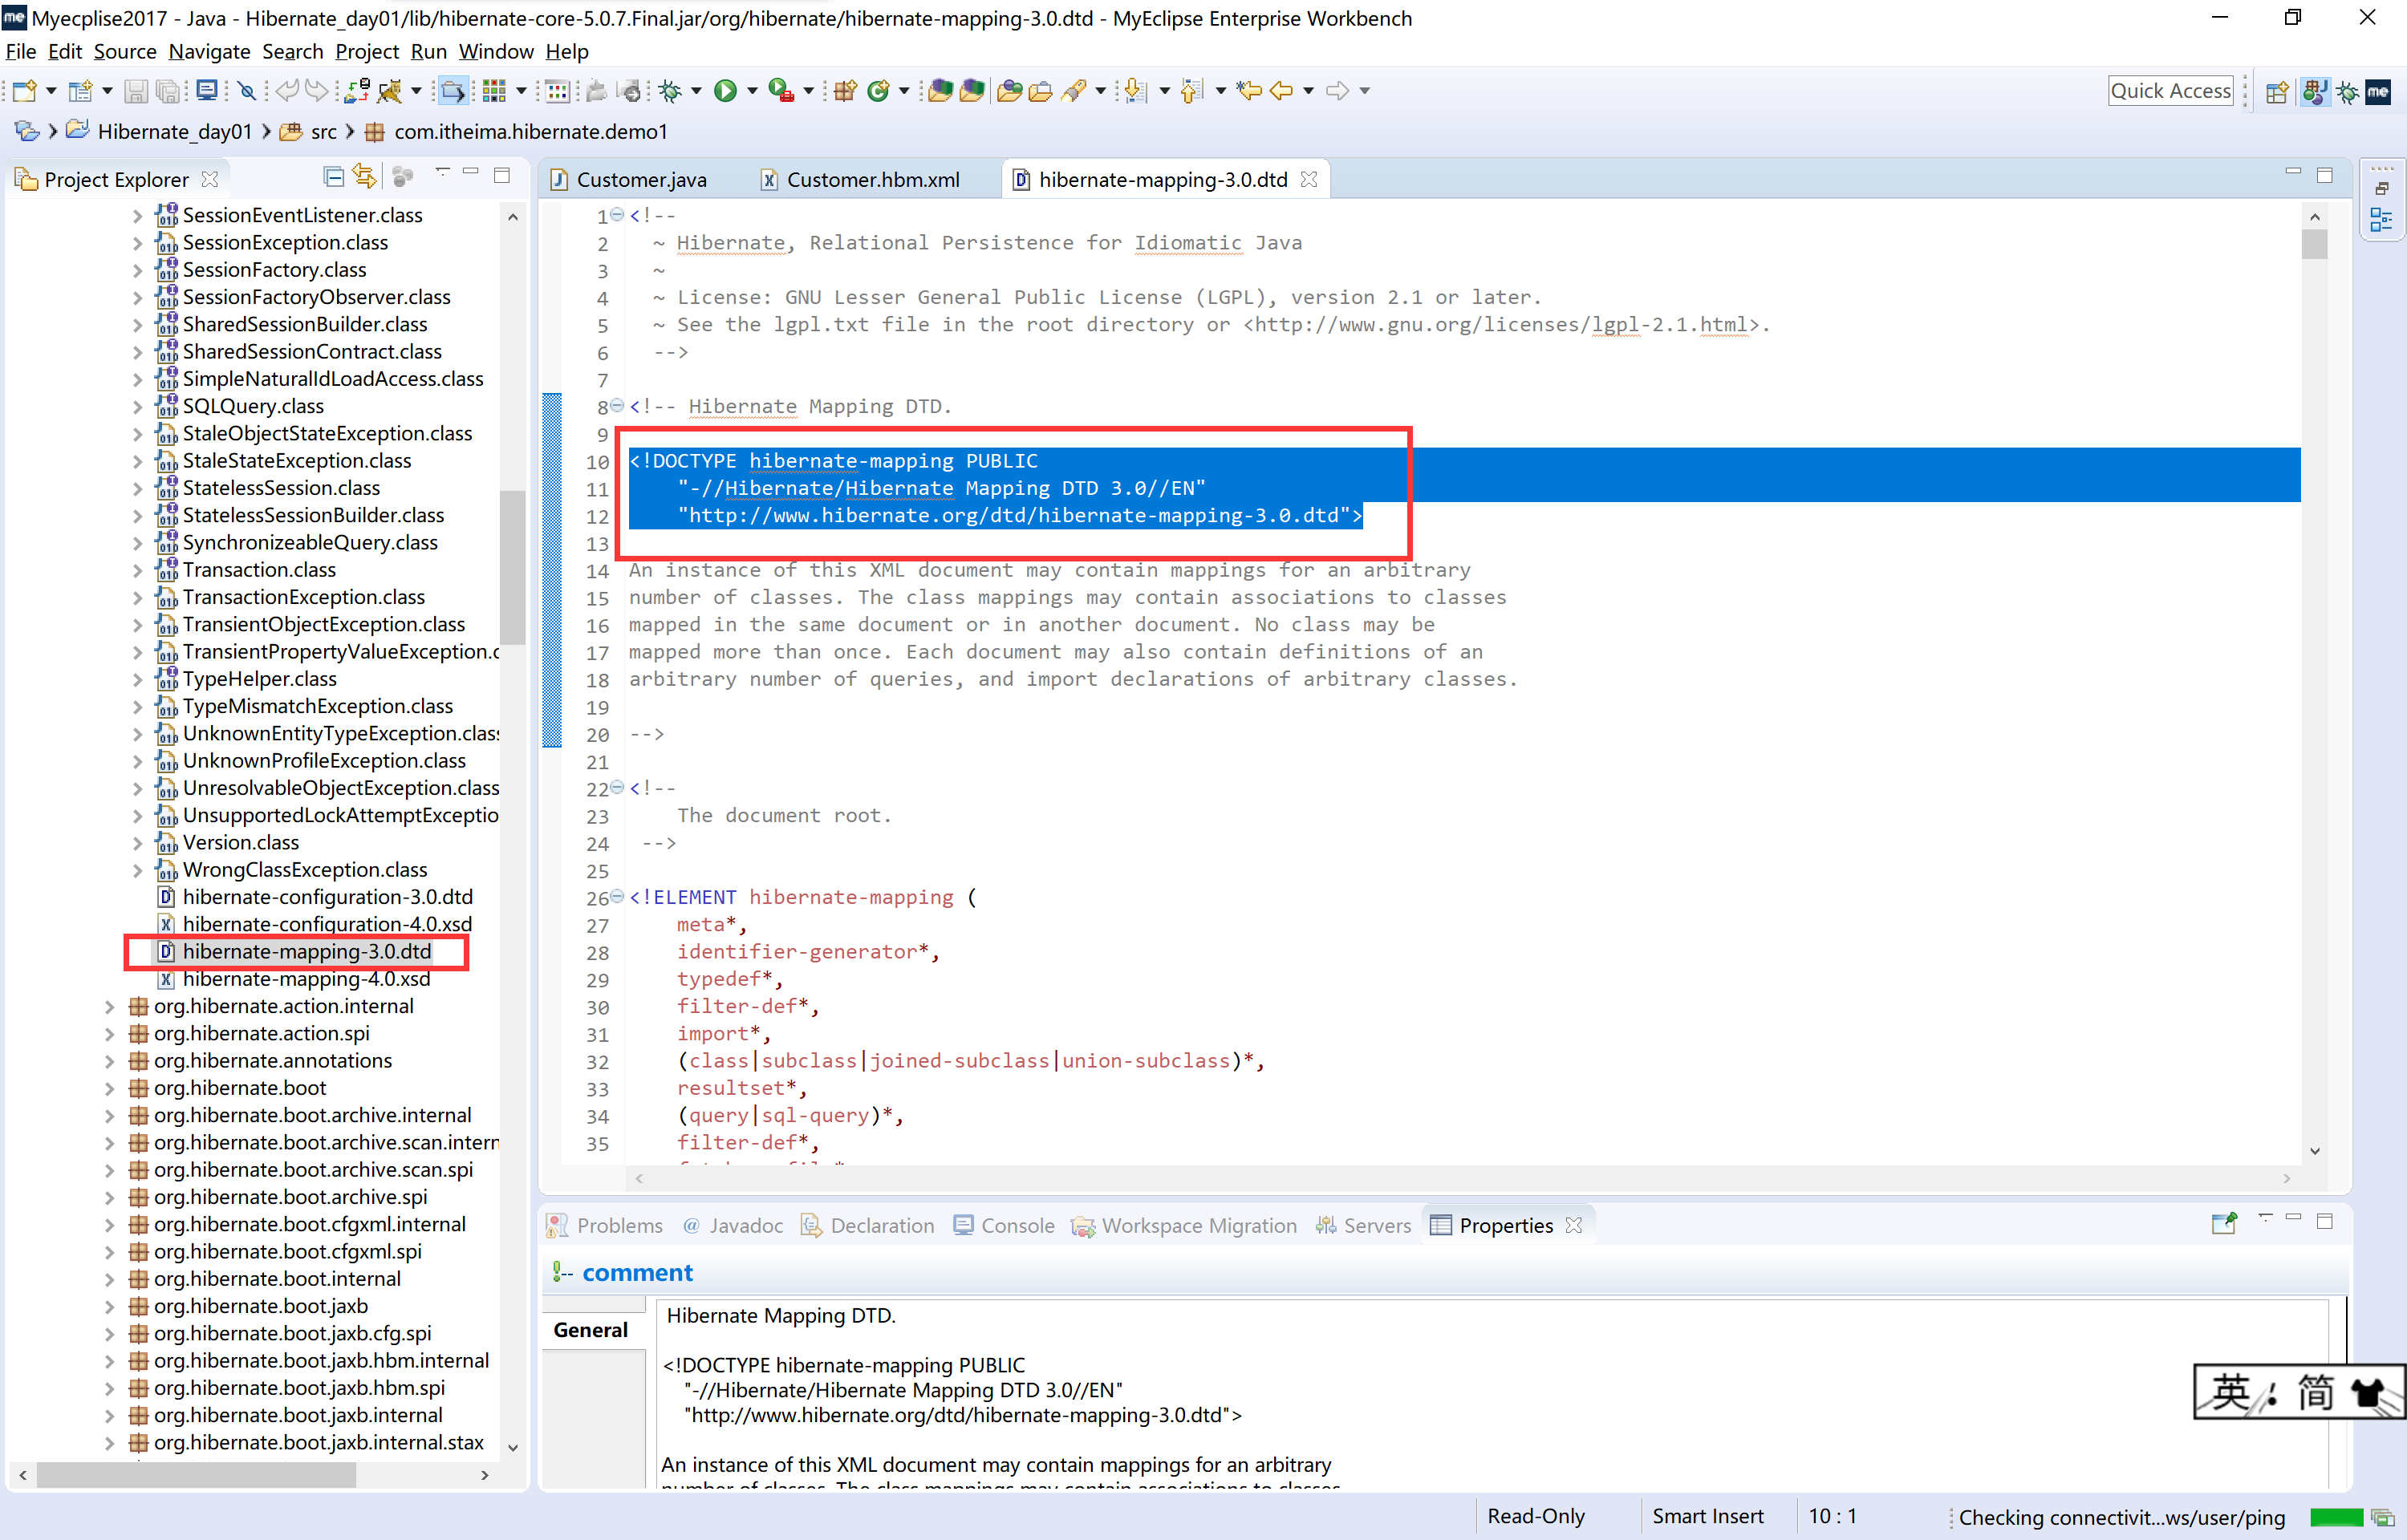 Myecplise2017 - Java - Hibernate_day01/lib/hibernate-core-5.0.7.Final.jar/org/hibernate/hibernate-mapping-3.0.dtd - MyEclipse Enterprise Workbench
File Edit Source Navigate Search Project Run Window Help
Quick Access
Hibernate_day01 src com.itheima.hibernate.demo1
Project Explorer
SessionEventListener.class
SessionException.class
SessionFactory.class
SessionFactoryObserver.class
SharedSessionBuilder.class
SharedSessionContract.class
SimpleNaturalIdLoadAccess.class
SQLQuery.class
StaleObjectStateException.class
StaleStateException.class
StatelessSession.class
StatelessSessionBuilder.class
SynchronizeableQuery.class
Transaction.class
TransactionException.class
TransientObjectException.class
TransientPropertyValueException.c
TypeHelper.class
TypeMismatchException.class
UnknownEntityTypeException.clas
UnknownProfileException.class
UnresolvableObjectException.class
UnsupportedLockAttemptExceptio
Version.class
WrongClassException.class
hibernate-configuration-3.0.dtd
hibernate-configuration-4.0.xsd
hibernate-mapping-3.0.dtd
hibernate-mapping-4.0.xsd
org.hibernate.action.internal
org.hibernate.action.spi
org.hibernate.annotations
org.hibernate.boot
org.hibernate.boot.archive.internal
org.hibernate.boot.archive.scan.intern
org.hibernate.boot.archive.scan.spi
org.hibernate.boot.archive.spi
org.hibernate.boot.cfgxml.internal
org.hibernate.boot.cfgxml.spi
org.hibernate.boot.internal
org.hibernate.boot.jaxb
org.hibernate.boot.jaxb.cfg.spi
org.hibernate.boot.jaxb.hbm.internal
org.hibernate.boot.jaxb.hbm.spi
org.hibernate.boot.jaxb.internal
org.hibernate.boot.jaxb.internal.stax
Customer.java Customer.hbm.xml hibernate-mapping-3.0.dtd
1 <!--
2 ~ Hibernate, Relational Persistence for Idiomatic Java
3 ~
4 ~ License: GNU Lesser General Public License (LGPL), version 2.1 or later.
5 ~ See the lgpl.txt file in the root directory or <http://www.gnu.org/licenses/lgpl-2.1.html>.
6 -->
7
8 <!-- Hibernate Mapping DTD.
9
10 <!DOCTYPE hibernate-mapping PUBLIC
11 "-//Hibernate/Hibernate Mapping DTD 3.0//EN"
12 "http://www.hibernate.org/dtd/hibernate-mapping-3.0.dtd">
13
14 An instance of this XML document may contain mappings for an arbitrary
15 number of classes. The class mappings may contain associations to classes
16 mapped in the same document or in another document. No class may be
17 mapped more than once. Each document may also contain definitions of an
18 arbitrary number of queries, and import declarations of arbitrary classes.
19
20 -->
21
22 <!--
23 The document root.
24 -->
25
26 <!ELEMENT hibernate-mapping (
27 meta*,
28 identifier-generator*,
29 typedef*,
30 filter-def*,
31 import*,
32 (class|subclass|joined-subclass|union-subclass)*,
33 resultset*,
34 (query|sql-query)*,
35 filter-def*,
Problems Javadoc Declaration Console Workspace Migration Servers Properties
comment
General
Hibernate Mapping DTD.
<!DOCTYPE hibernate-mapping PUBLIC
"-//Hibernate/Hibernate Mapping DTD 3.0//EN"
"http://www.hibernate.org/dtd/hibernate-mapping-3.0.dtd">
An instance of this XML document may contain mappings for an arbitrary
number of classes. The class mappings may contain associations to classes
英 简
Read-Only Smart Insert 10 : 1 Checking connectivit...ws/user/ping